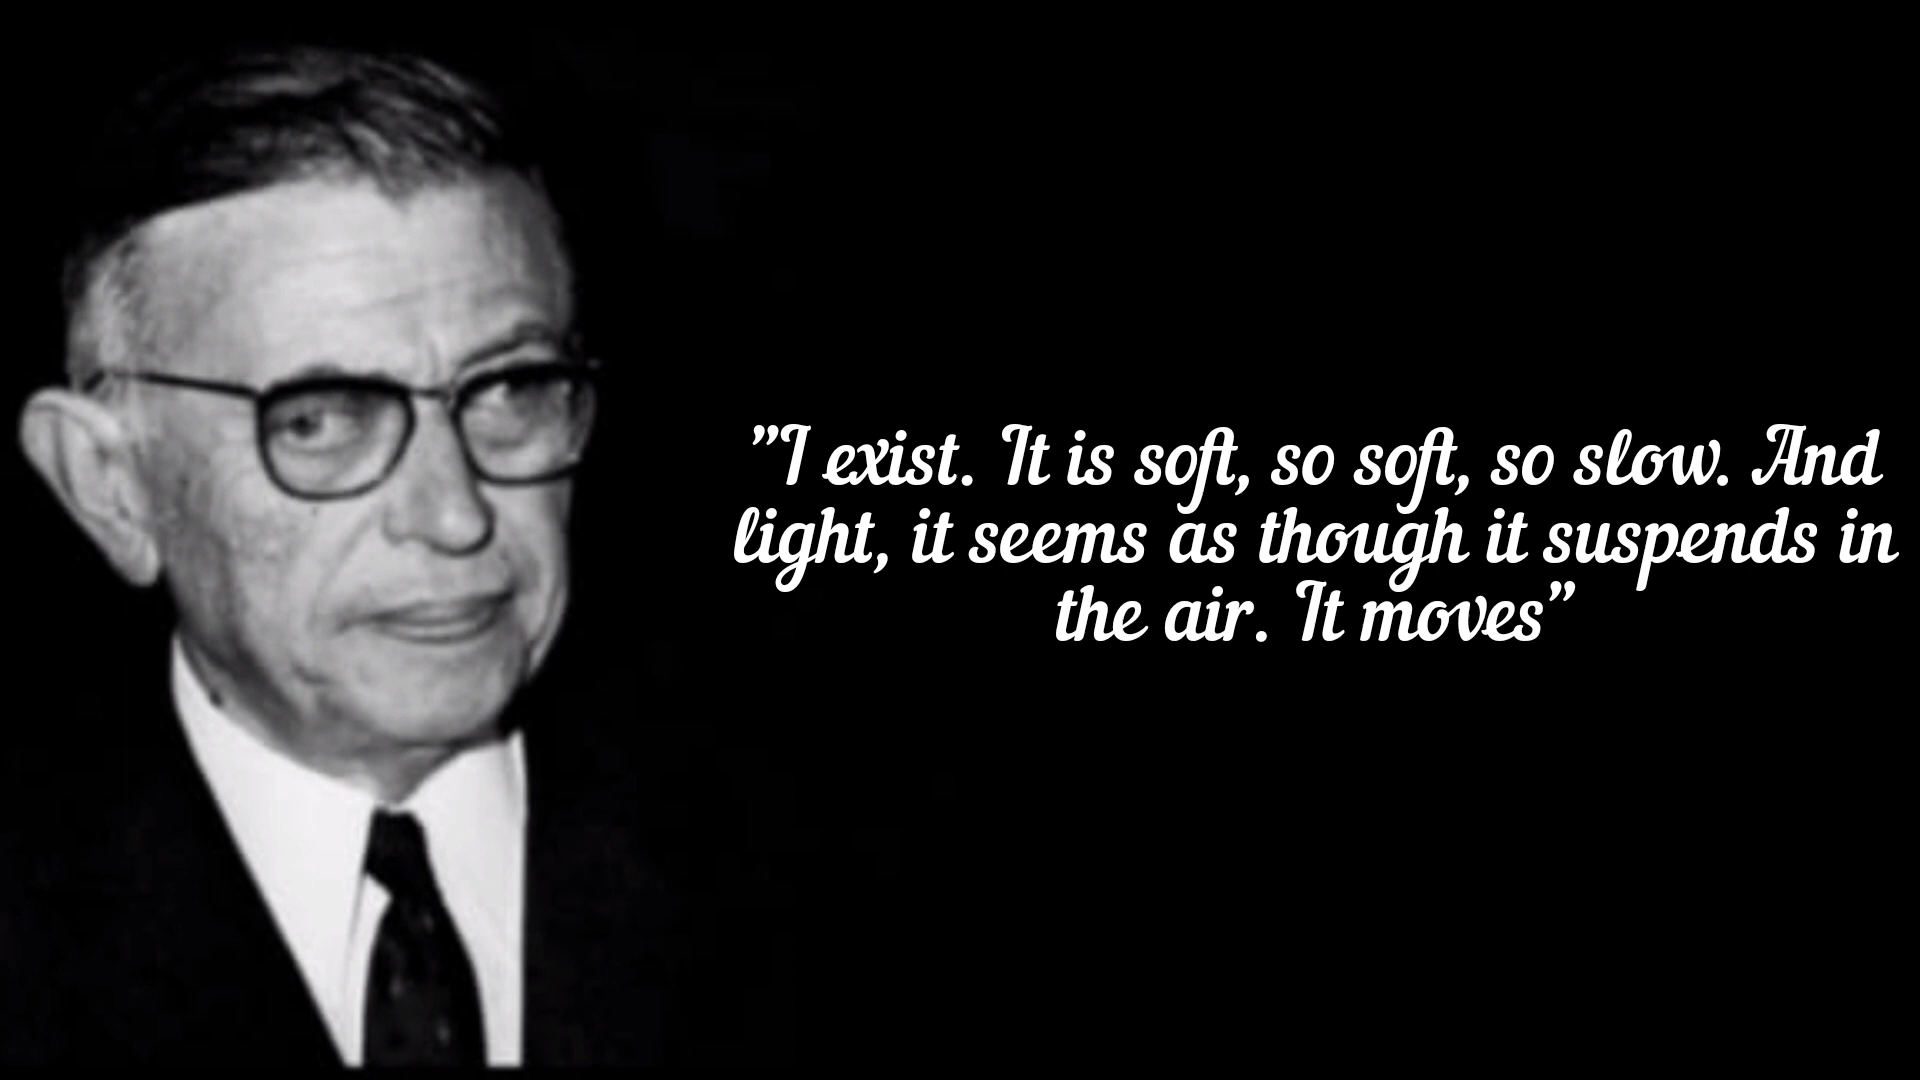 ”I exist. It is soft, so soft, so slow. And
light, it seems as though it suspends in
the air. It moves”